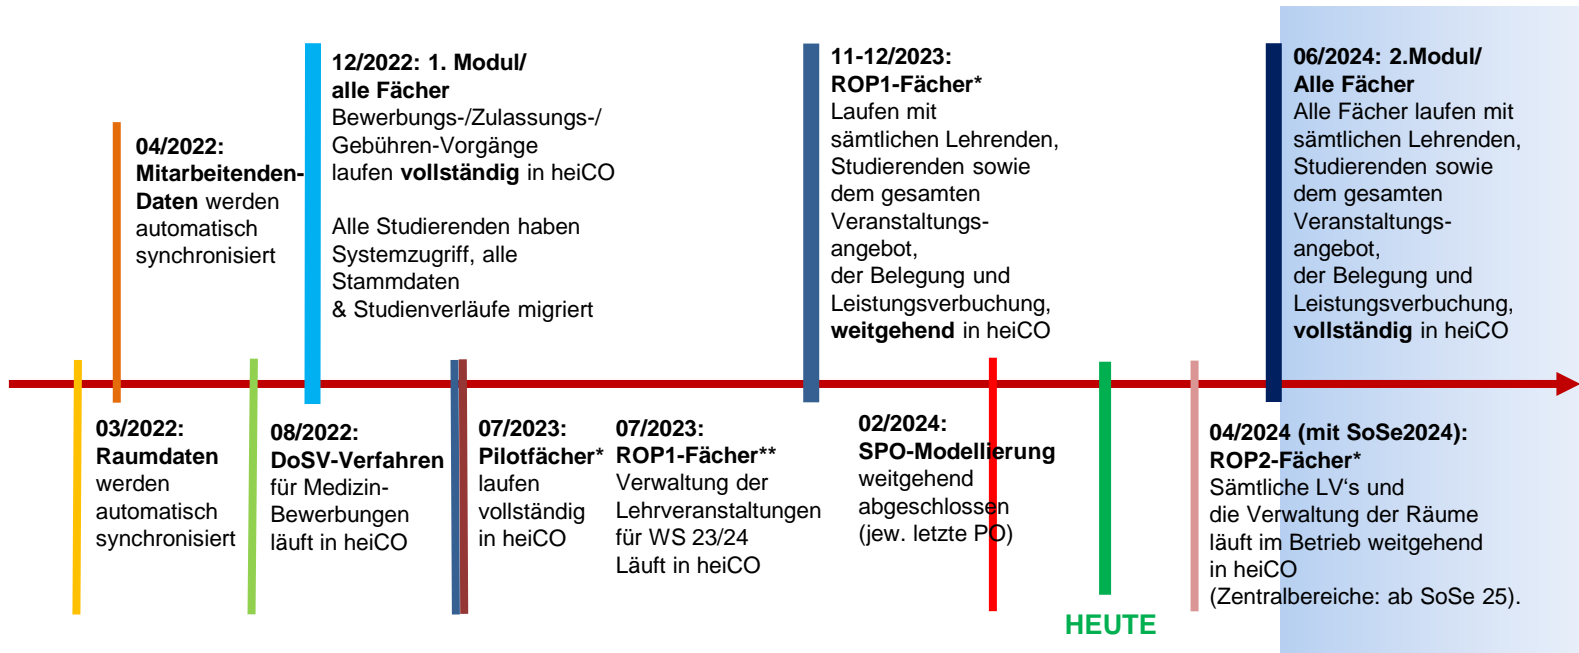 04/2022:
Mitarbeitenden-
Daten werden
automatisch
synchronisiert
12/2022: 1. Modul/
alle Fächer
Bewerbungs-/Zulassungs-/
Gebühren-Vorgänge
laufen vollständig in heiCO
Alle Studierenden haben
Systemzugriff, alle
Stammdaten
& Studienverläufe migriert
11-12/2023:
ROP1-Fächer*
Laufen mit
sämtlichen Lehrenden,
Studierenden sowie
dem gesamten
Veranstaltungs-
angebot,
der Belegung und
Leistungsverbuchung,
weitgehend in heiCO
06/2024: 2.Modul/
Alle Fächer
Alle Fächer laufen mit
sämtlichen Lehrenden,
Studierenden sowie
dem gesamten
Veranstaltungs-
angebot,
der Belegung und
Leistungsverbuchung,
vollständig in heiCO
03/2022:
Raumdaten
werden
automatisch
synchronisiert
08/2022:
DoSV-Verfahren
für Medizin-
Bewerbungen
läuft in heiCO
07/2023:
Pilotfächer*
laufen
vollständig
in heiCO
07/2023:
ROP1-Fächer**
Verwaltung der
Lehrveranstaltungen
für WS 23/24
Läuft in heiCO
02/2024:
SPO-Modellierung
weitgehend
abgeschlossen
(jew. letzte PO)
HEUTE
04/2024 (mit SoSe2024):
ROP2-Fächer*
Sämtliche LV‘s und
die Verwaltung der Räume
läuft im Betrieb weitgehend
in heiCO
(Zentralbereiche: ab SoSe 25).